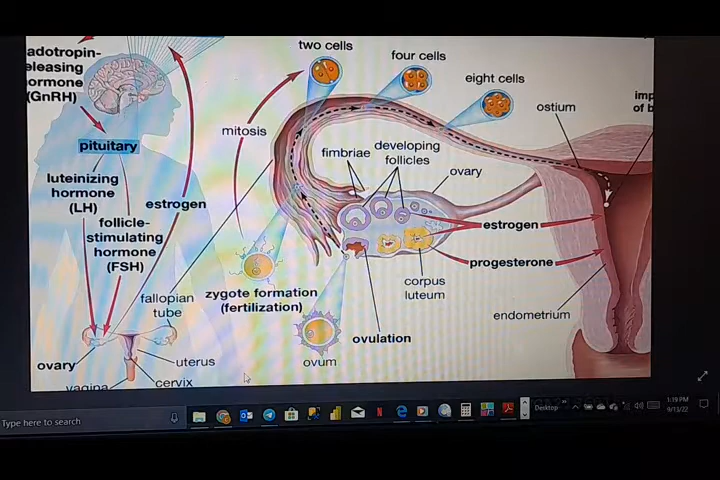 adotropin-
eleasing
ormone
(GnRH)
pituitary
luteinizing
hormone
(LH)
follicle-
stimulating
hormone
(FSH)
estrogen
ovary
vagina
uterus
cervix
two cells
four cells
eight cells
mitosis
fimbriae
developing
follicles
ovary
ostium
imp
of b
estrogen
progesterone
corpus
luteum
endometrium
fallopian
tube
zygote formation
(fertilization)
ovulation
ovum
Type here to search
Desktop
1:19 PM
9/13/22